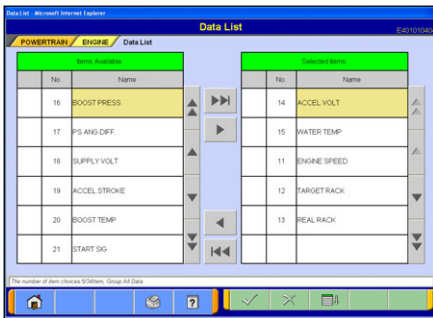 Data List - Microsoft Internet Explorer
Data List
E401010404
POWERTRAIN ENGINE Data List
Items Available
No. Name
16 BOOST PRESS
17 PS ANG.DIFF.
18 SUPPLY VOLT
19 ACCEL STROKE
20 BOOST TEMP
21 START SIG
Selected Items
No. Name
14 ACCEL VOLT
15 WATER TEMP
11 ENGINE SPEED
12 TARGET RACK
13 REAL RACK
?